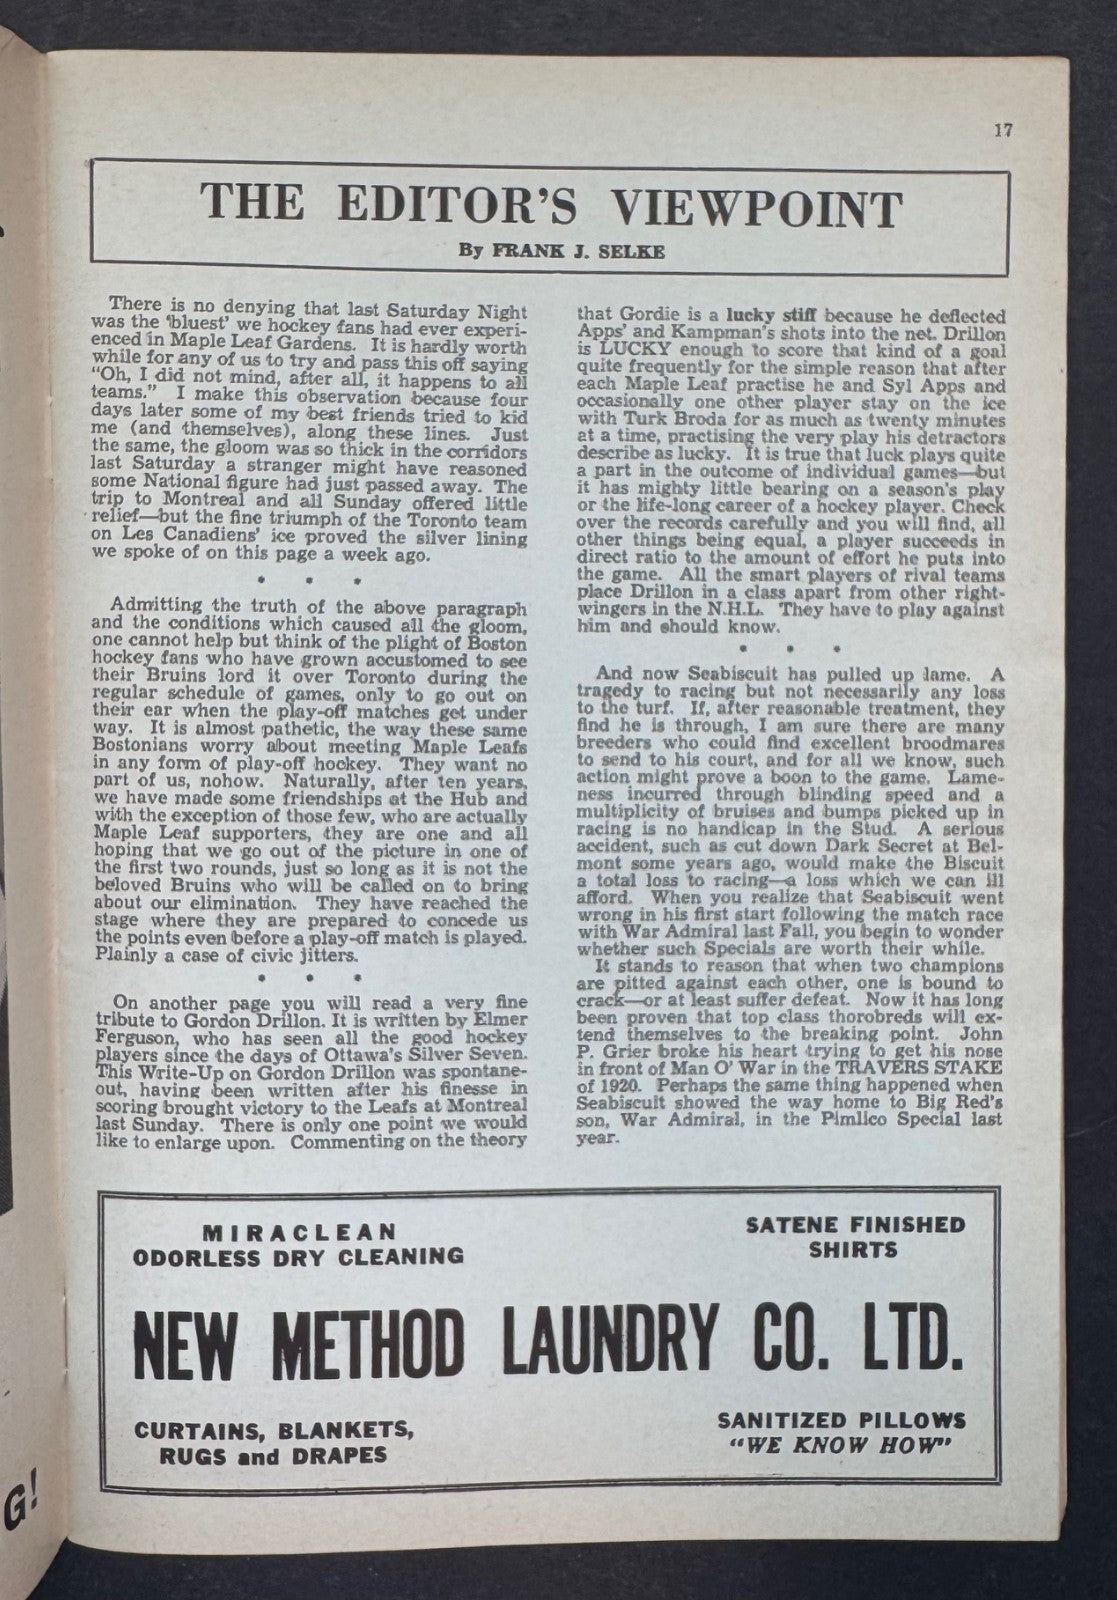 17
THE EDITOR'S VIEWPOINT
By FRANK J. SELKE
There is no denying that last Saturday Night
was the 'bluest' we hockey fans had ever experi-
enced in Maple Leaf Gardens. It is hardly worth
while for any of us to try and pass this off saying
"Oh, I did not mind, after all, it happens to all
teams." I make this observation because four
days later some of my best friends tried to kid
me (and themselves), along these lines. Just
the same, the gloom was so thick in the corridors
last Saturday a stranger might have reasoned
some National figure had just passed away. The
trip to Montreal and all Sunday offered little
relief—but the fine triumph of the Toronto team
on Les Canadiens' ice proved the silver lining
we spoke of on this page a week ago.
* * *
Admitting the truth of the above paragraph
and the conditions which caused all the gloom,
one cannot help but think of the plight of Boston
hockey fans who have grown accustomed to see
their Bruins lord it over Toronto during the
regular schedule of games, only to go out on
their ear when the play-off matches get under
way. It is almost pathetic, the way these same
Bostonians worry about meeting Maple Leafs
in any form of play-off hockey. They want no
part of us, nohow. Naturally, after ten years,
we have made some friendships at the Hub and
with the exception of those few, who are actually
Maple Leaf supporters, they are one and all
hoping that we go out of the picture in one of
the first two rounds, just so long as it is not the
beloved Bruins who will be called on to bring
about our elimination. They have reached the
stage where they are prepared to concede us
the points even before a play-off match is played.
Plainly a case of civic jitters.
* * *
On another page you will read a very fine
tribute to Gordon Drillon. It is written by Elmer
Ferguson, who has seen all the good hockey
players since the days of Ottawa's Silver Seven.
This Write-Up on Gordon Drillon was spontane-
out, having been written after his finesse in
scoring brought victory to the Leafs at Montreal
last Sunday. There is only one point we would
like to enlarge upon. Commenting on the theory
that Gordie is a lucky stiff because he deflected
Apps' and Kampman's shots into the net. Drillon
is LUCKY enough to score that kind of a goal
quite frequently for the simple reason that after
each Maple Leaf practise he and Syl Apps and
occasionally one other player stay on the ice
with Turk Broda for as much as twenty minutes
at a time, practising the very play his detractors
describe as lucky. It is true that luck plays quite
a part in the outcome of individual games—but
it has mighty little bearing on a season's play
or the life-long career of a hockey player. Check
over the records carefully and you will find, all
other things being equal, a player succeeds in
direct ratio to the amount of effort he puts into
the game. All the smart players of rival teams
place Drillon in a class apart from other right-
wingers in the N.H.L. They have to play against
him and should know.
* * *
And now Seabiscuit has pulled up lame. A
tragedy to racing but not necessarily any loss
to the turf. If, after reasonable treatment, they
find he is through, I am sure there are many
breeders who could find excellent broodmares
to send to his court, and for all we know, such
action might prove a boon to the game. Lame-
ness incurred through blinding speed and a
multiplicity of bruises and bumps picked up in
racing is no handicap in the Stud. A serious
accident, such as cut down Dark Secret at Bel-
mont some years ago, would make the Biscuit
a total loss to racing—a loss which we can ill
afford. When you realize that Seabiscuit went
wrong in his first start following the match race
with War Admiral last Fall, you begin to wonder
whether such Specials are worth their while.
It stands to reason that when two champions
are pitted against each other, one is bound to
crack—or at least suffer defeat. Now it has long
been proven that top class thorobreds will ex-
tend themselves to the breaking point. John
P. Grier broke his heart trying to get his nose
in front of Man O' War in the TRAVERS STAKE
of 1920. Perhaps the same thing happened when
Seabiscuit showed the way home to Big Red's
son, War Admiral, in the Pimlico Special last
year.
MIRACLEAN
ODORLESS DRY CLEANING
SATENE FINISHED
SHIRTS
NEW METHOD LAUNDRY CO. LTD.
CURTAINS, BLANKETS,
RUGS and DRAPES
SANITIZED PILLOWS
"WE KNOW HOW"
G!